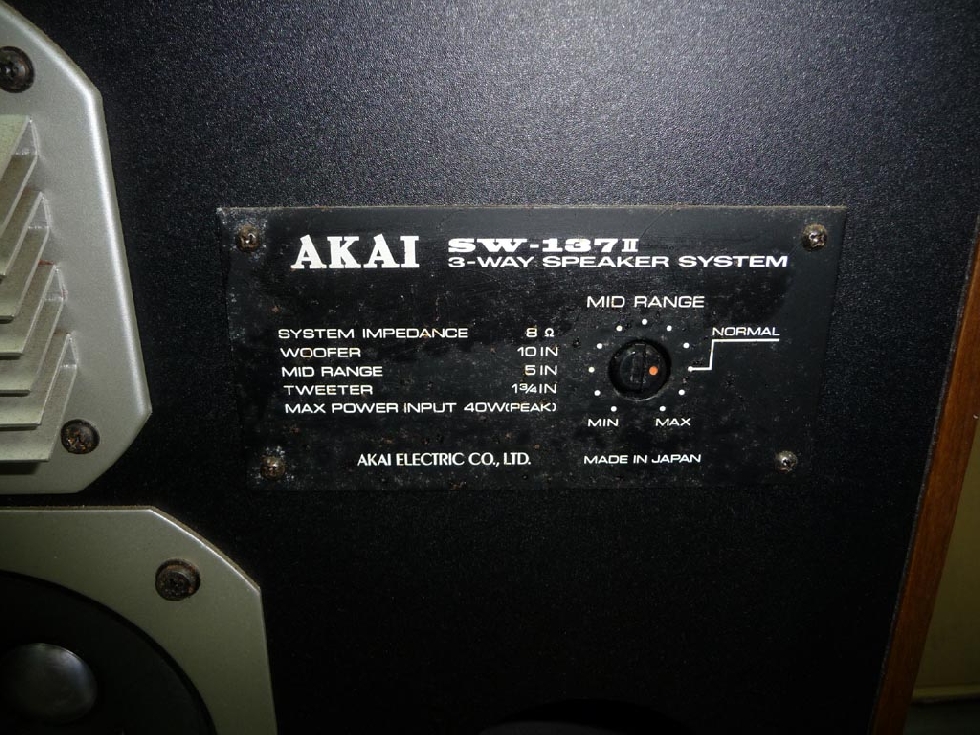 AKAI SW-137II
3-WAY SPEAKER SYSTEM
MID RANGE
NORMAL
SYSTEM IMPEDANCE 8 Ω
WOOFER 10 IN
MID RANGE 5 IN
TWEETER 1¾ IN
MAX POWER INPUT 40W(PEAK)
MIN MAX
AKAI ELECTRIC CO., LTD. MADE IN JAPAN